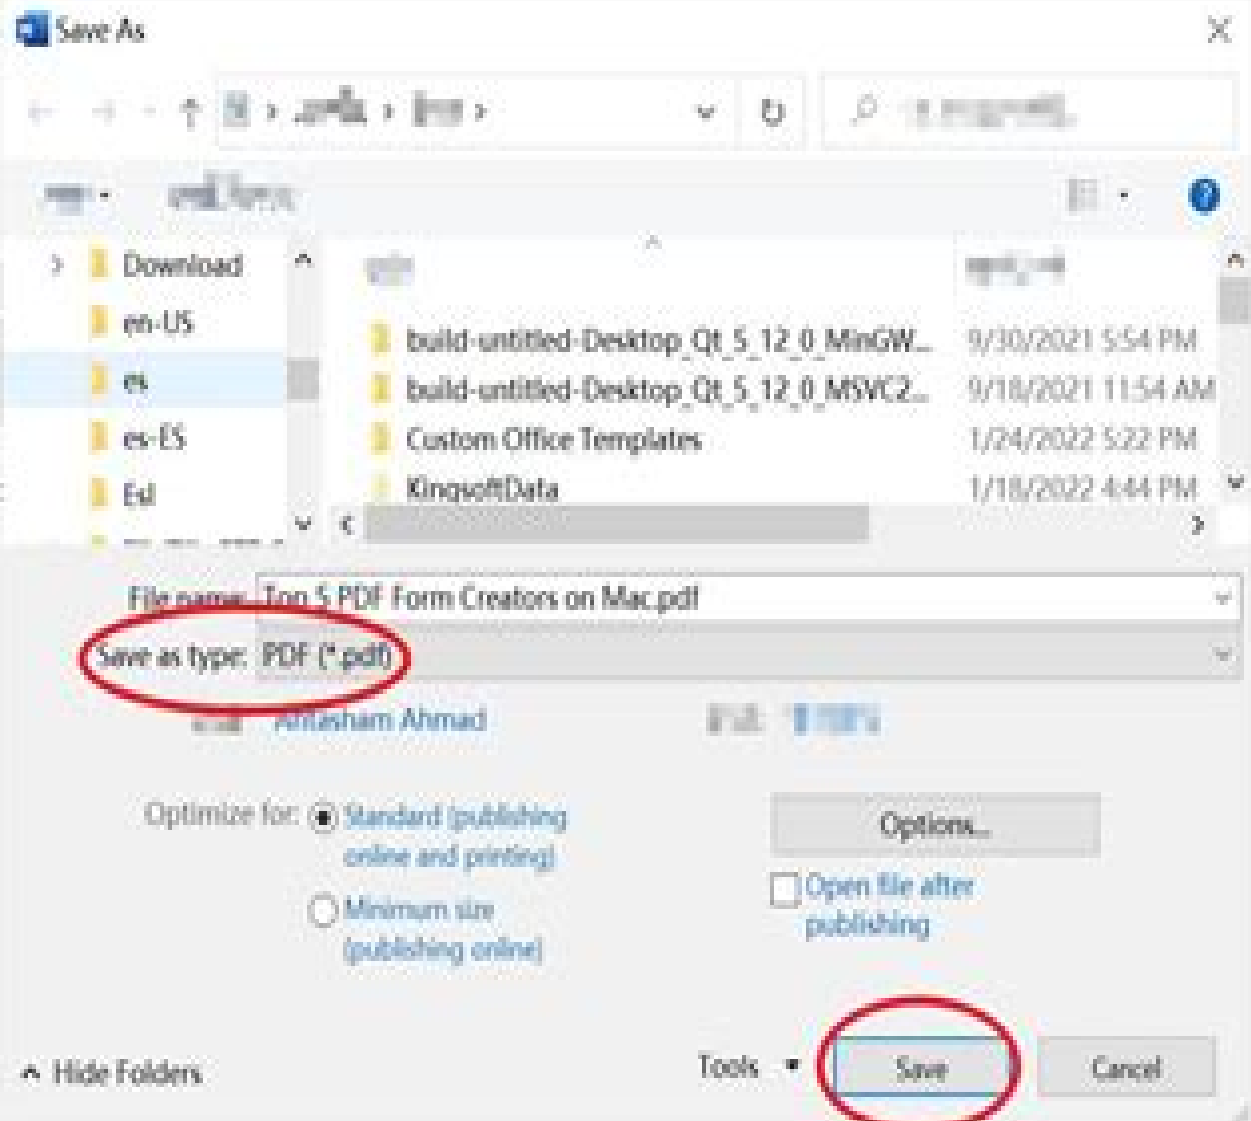 Save As
Download
en-US
es
es-ES
Esl
build-untitled-Desktop_Qt_5_12_0_MinGW... 9/30/2021 5:54 PM
build-untitled-Desktop_Qt_5_12_0_MSVC2... 9/18/2021 11:54 AM
Custom Office Templates 1/24/2022 5:22 PM
KingsoftData 1/18/2022 4:44 PM
File name: Top 5 PDF Form Creators on Mac.pdf
Save as type: PDF (*.pdf)
Ahtasham Ahmad
Optimize for: Standard (publishing
online and printing)
Minimum size
(publishing online)
Options...
Open file after
publishing
Hide Folders
Tools
Save
Cancel